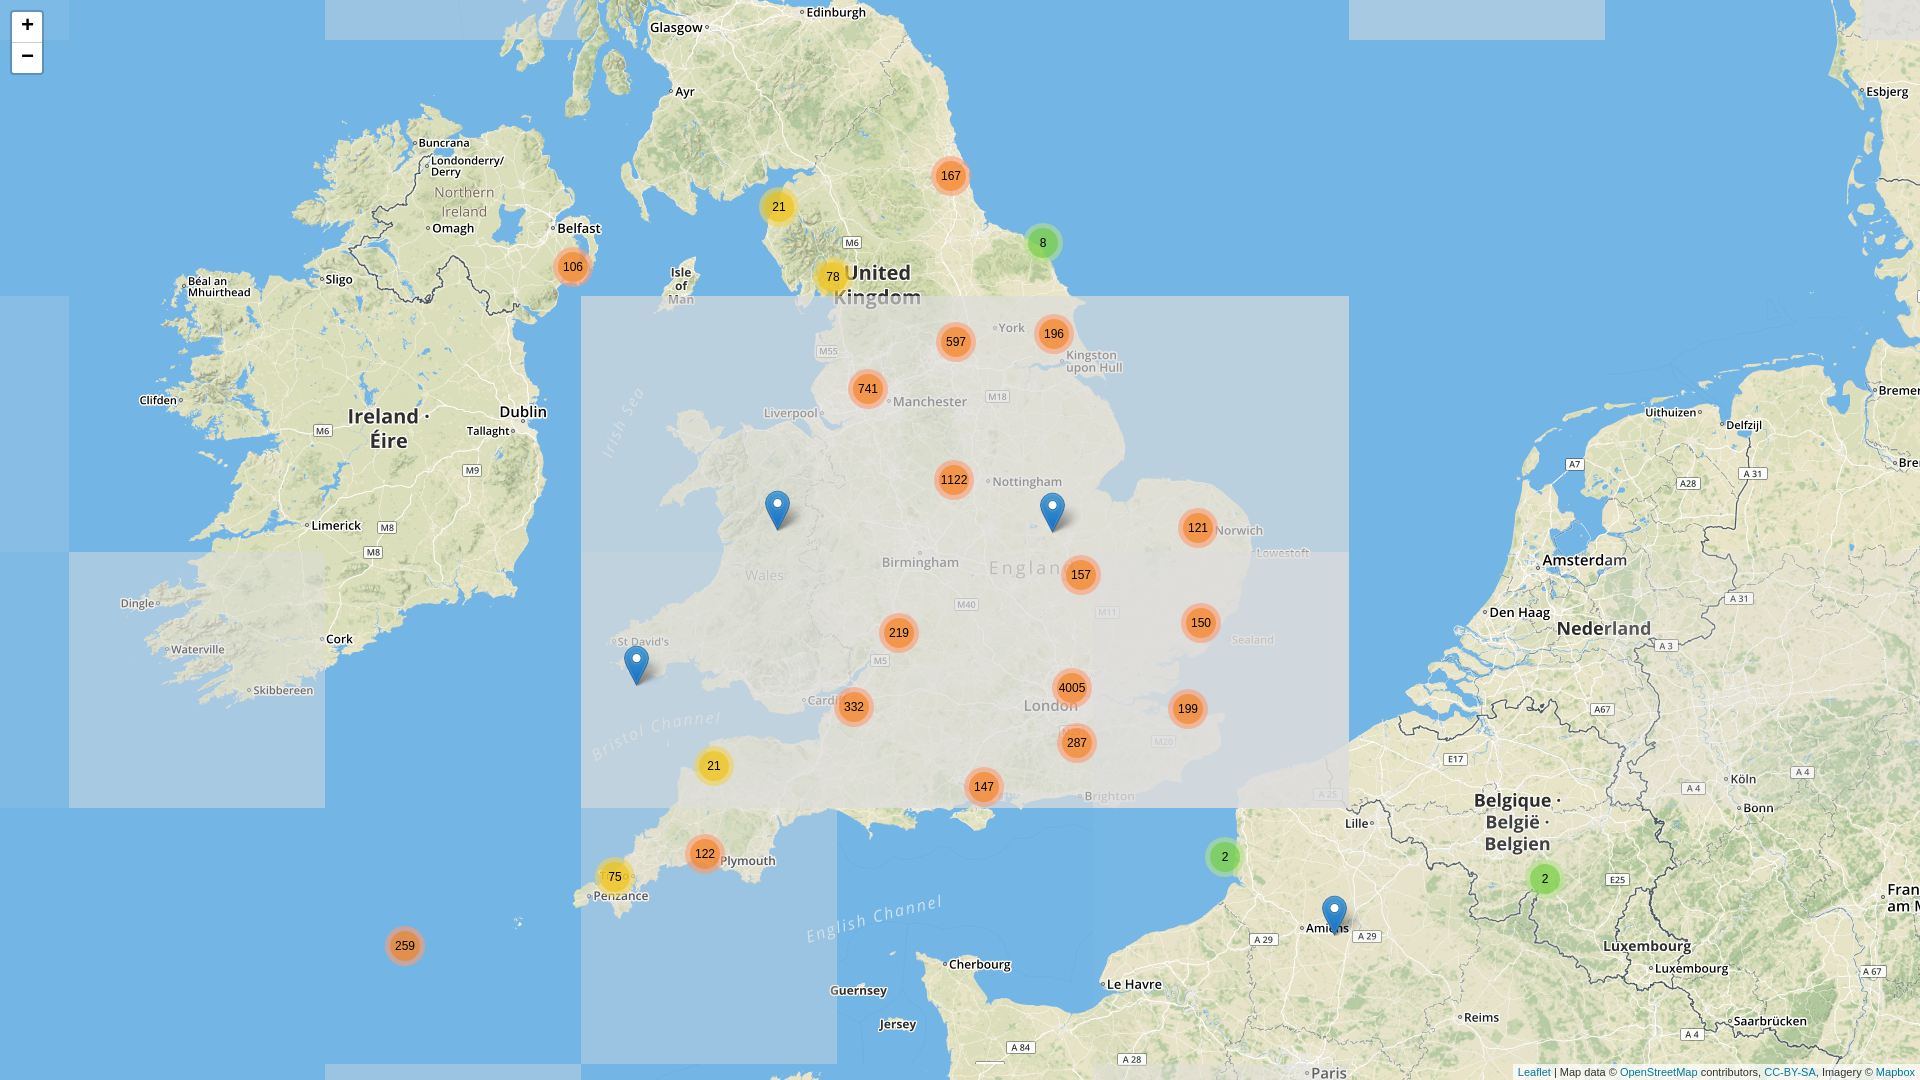 +
−
Edinburgh
Glasgow
Ayr
Esbjerg
Buncrana
Londonderry/
Derry
Northern
Ireland
Omagh
Belfast
167
21
8
M6
106
78
United
Kingdom
Isle
of
Man
Sligo
Béal an
Mhuirthead
York
196
597
M55
Kingston
upon Hull
741
Manchester
M18
Liverpool
Irish Sea
Clifden
Ireland ·
Éire
Dublin
Tallaght
M6
M9
Uithuizen
Delfzijl
A7
A 31
A28
1122
Nottingham
Limerick
M8
M8
121
Norwich
Lowestoft
Birmingham
Wales
157
Amsterdam
Dingle
M40
M11
A 31
Den Haag
Nederland
219
150
Sealand
Cork
St David's
Waterville
M5
A 3
Skibbereen
4005
London
199
Cardiff
332
A67
Bristol Channel
287
M20
E17
21
147
Brighton
A 25
Köln
A 4
A 4
Bonn
Belgique ·
België ·
Belgien
Lille
122
Plymouth
75
Penzance
2
2
E25
English Channel
Amiens
A 29
A 29
259
Luxembourg
Luxembourg
Cherbourg
A 67
Le Havre
Guernsey
Jersey
Reims
Saarbrücken
A 4
A 84
A 28
Paris
Leaflet | Map data © OpenStreetMap contributors, CC-BY-SA, Imagery © Mapbox